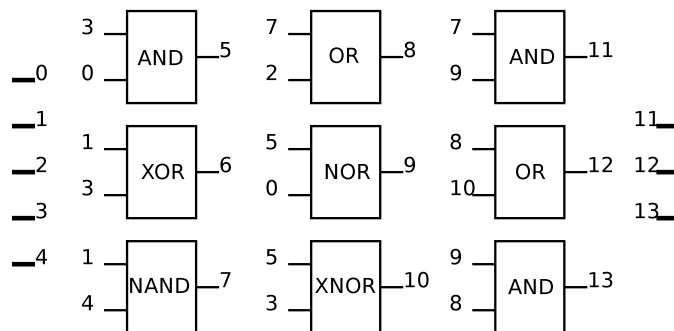 3 AND 5 7 OR 8 7 AND 11
0 0 2 9
1 11
1 XOR 6 5 NOR 9 8 OR 12
2 12
3 0 10
3 13
4 1 NAND 7 5 XNOR 10 9 AND 13
4 3 8